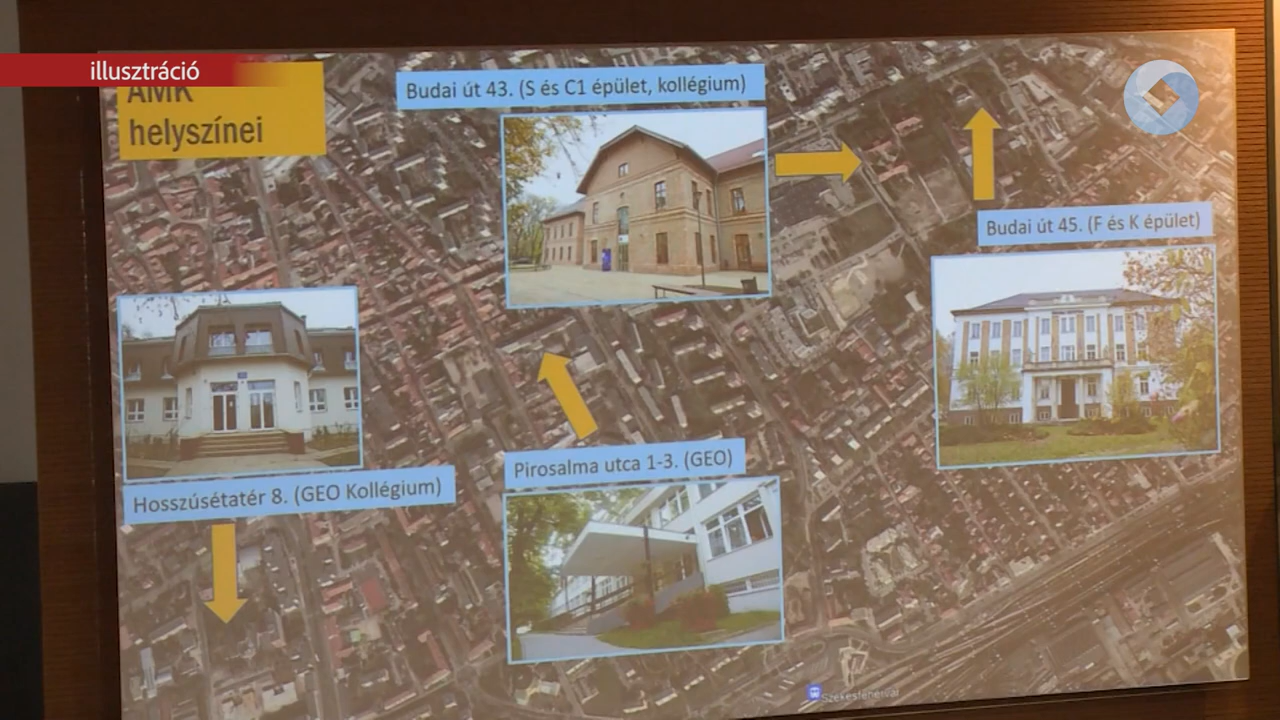 illusztráció
AMK
helyszínei
Budai út 43. (S és C1 épület, kollégium)
Budai út 45. (F és K épület)
Hosszúsétatér 8. (GEO Kollégium)
Pirosalma utca 1-3. (GEO)
Székesfehérvár